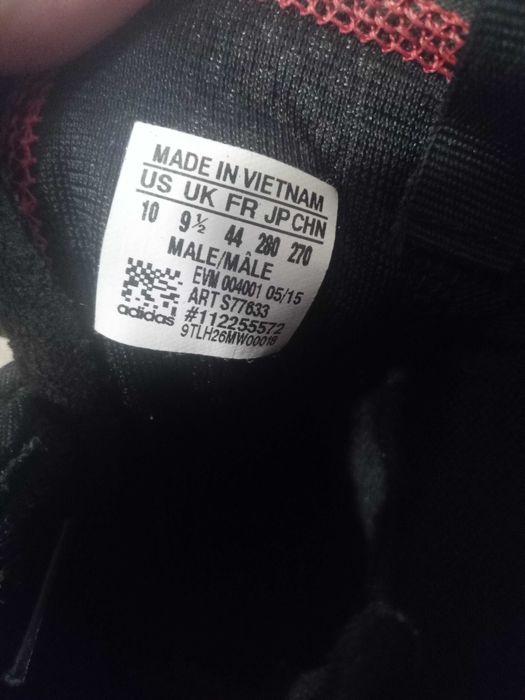 MADE IN VIETNAM
US UK FR JP CHN
10 9½ 44 280 270
MALE/MÂLE
EVM 004001 05/15
ART S77633
#112255572
adidas
9TLH26MW00018